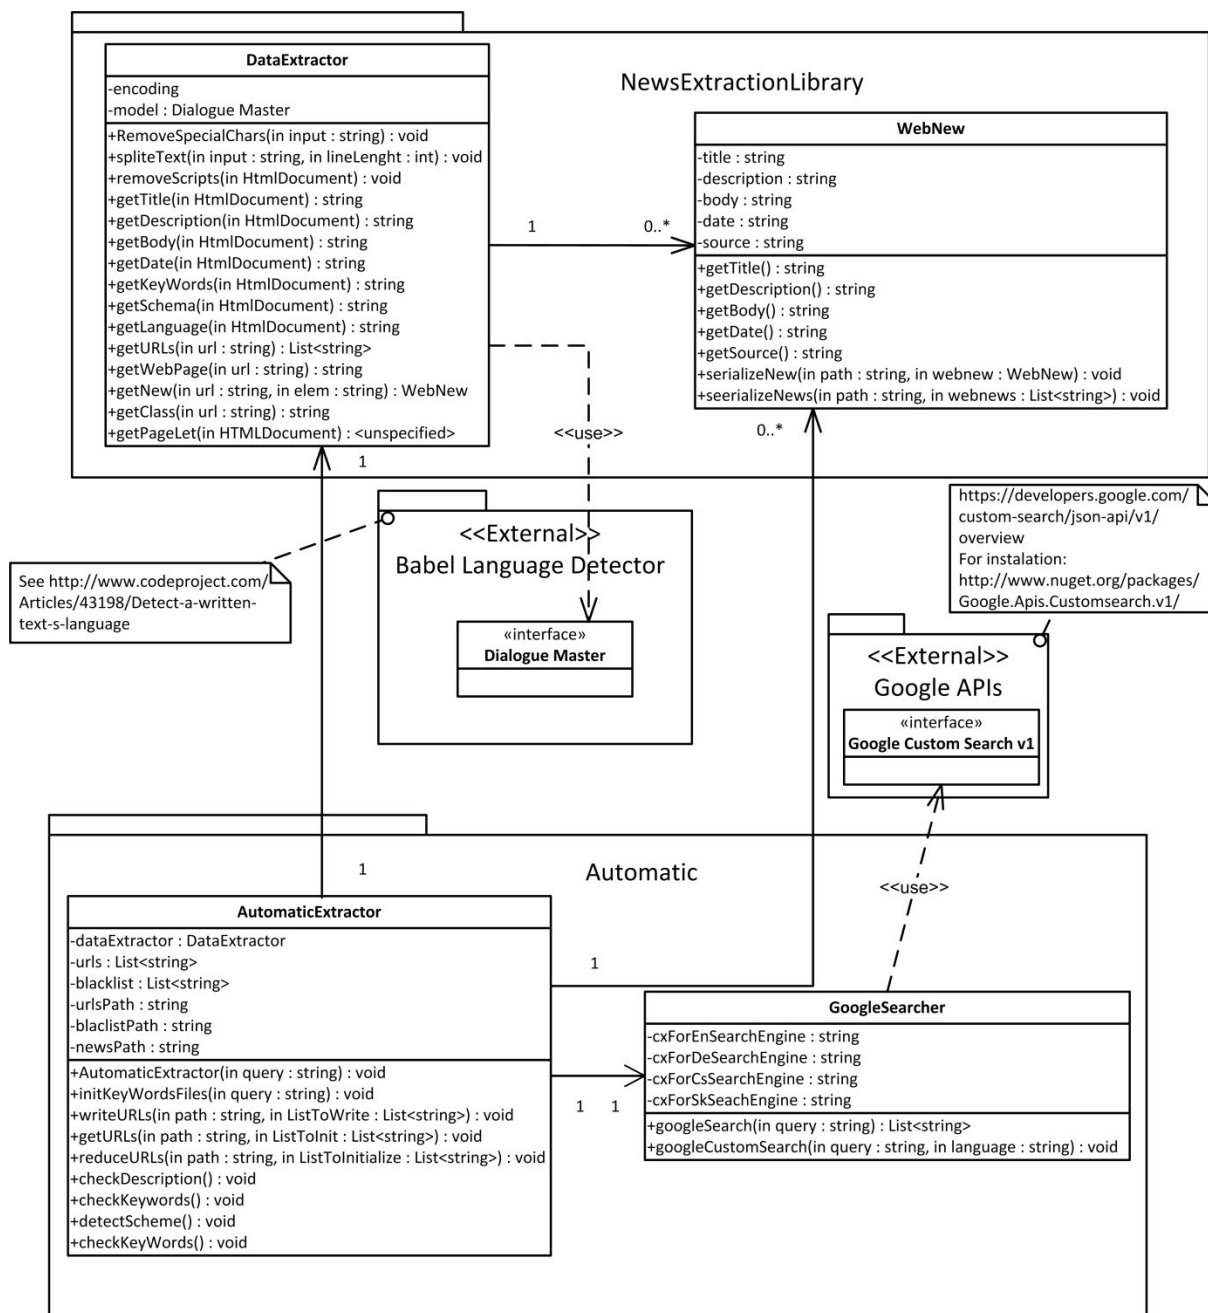 DataExtractor
-encoding
-model : Dialogue Master
+RemoveSpecialChars(in input : string) : void
+spliteText(in input : string, in lineLenght : int) : void
+removeScripts(in HtmlDocument) : void
+getTitle(in HtmlDocument) : string
+getDescription(in HtmlDocument) : string
+getBody(in HtmlDocument) : string
+getDate(in HtmlDocument) : string
+getKeyWords(in HtmlDocument) : string
+getSchema(in HtmlDocument) : string
+getLanguage(in HtmlDocument) : string
+getURLs(in url : string) : List<string>
+getWebPage(in url : string) : string
+getNew(in url : string, in elem : string) : WebNew
+getClass(in url : string) : string
+getPageLet(in HTMLDocument) : <unspecified>
NewsExtractionLibrary
WebNew
-title : string
-description : string
-body : string
-date : string
-source : string
+getTitle() : string
+getDescription() : string
+getBody() : string
+getDate() : string
+getSource() : string
+serializeNew(in path : string, in webnew : WebNew) : void
+seerializeNews(in path : string, in webnews : List<string>) : void
1
0..*
<<use>>
0..*
1
See http://www.codeproject.com/
Articles/43198/Detect-a-written-
text-s-language
<<External>>
Babel Language Detector
«interface»
Dialogue Master
https://developers.google.com/
custom-search/json-api/v1/
overview
For instalation:
http://www.nuget.org/packages/
Google.Apis.Customsearch.v1/
<<External>>
Google APIs
«interface»
Google Custom Search v1
<<use>>
Automatic
1
AutomaticExtractor
-dataExtractor : DataExtractor
-urls : List<string>
-blacklist : List<string>
-urlsPath : string
-blaclistPath : string
-newsPath : string
+AutomaticExtractor(in query : string) : void
+initKeyWordsFiles(in query : string) : void
+writeURLs(in path : string, in ListToWrite : List<string>) : void
+getURLs(in path : string, in ListToInit : List<string>) : void
+reduceURLs(in path : string, in ListToInitialize : List<string>) : void
+checkDescription() : void
+checkKeywords() : void
+detectScheme() : void
+checkKeyWords() : void
1
1 1
GoogleSearcher
-cxForEnSearchEngine : string
-cxForDeSearchEngine : string
-cxForCsSearchEngine : string
-cxForSkSeachEngine : string
+googleSearch(in query : string) : List<string>
+googleCustomSearch(in query : string, in language : string) : void